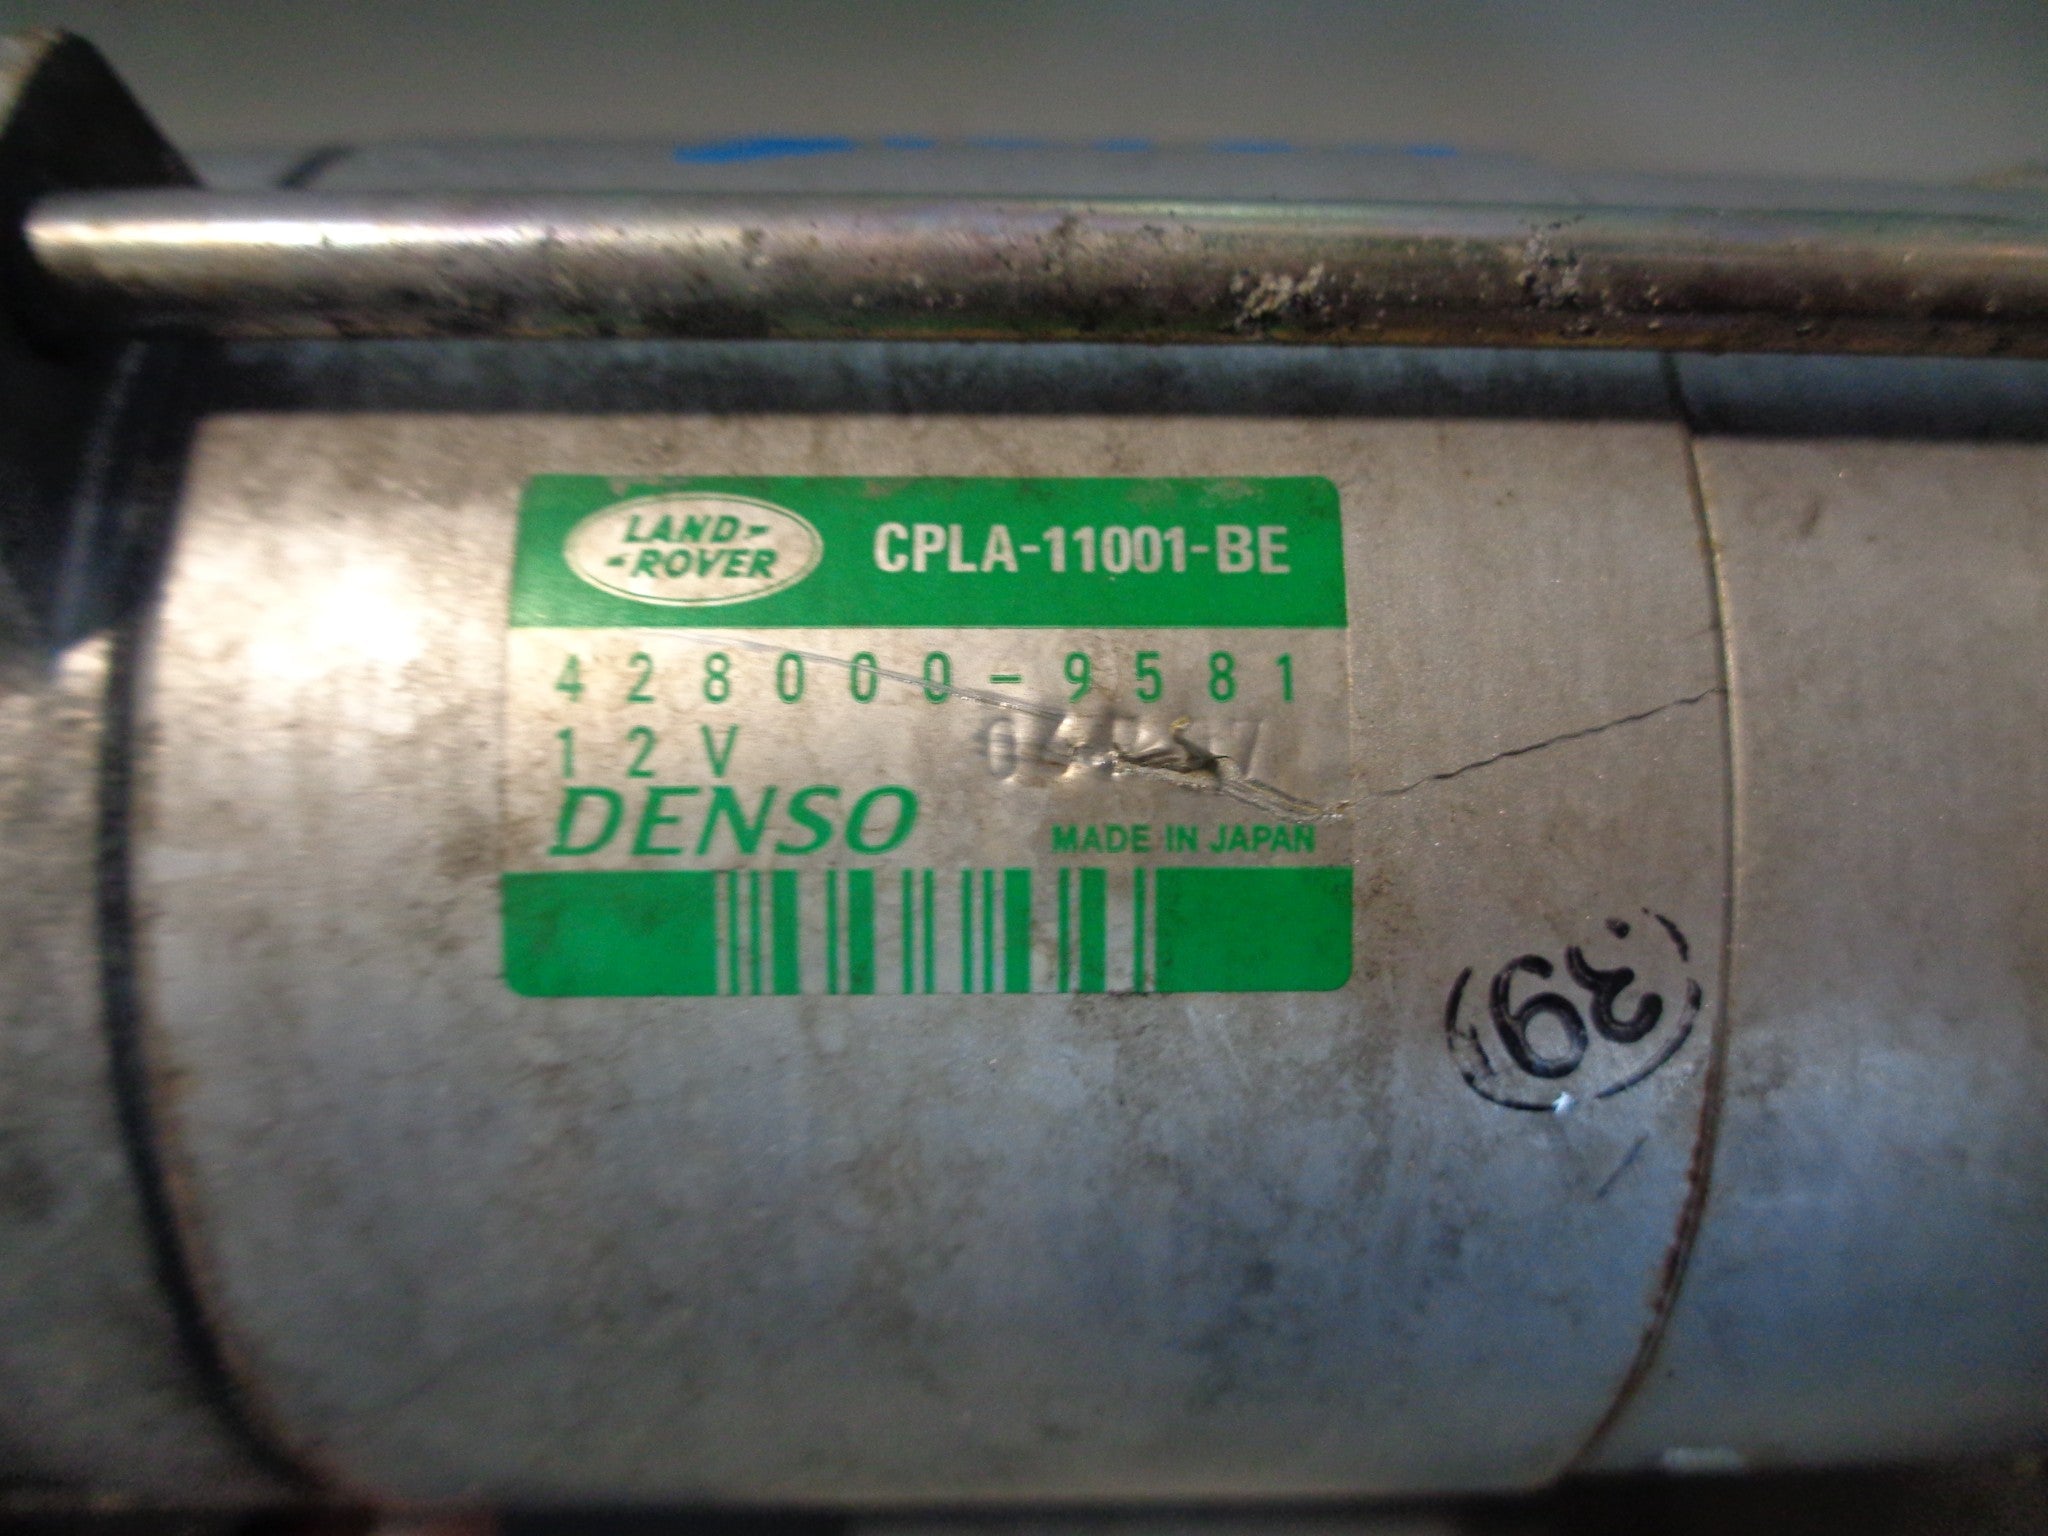 LAND ROVER CPLA-11001-BE
428000-9581
12V
DENSO MADE IN JAPAN